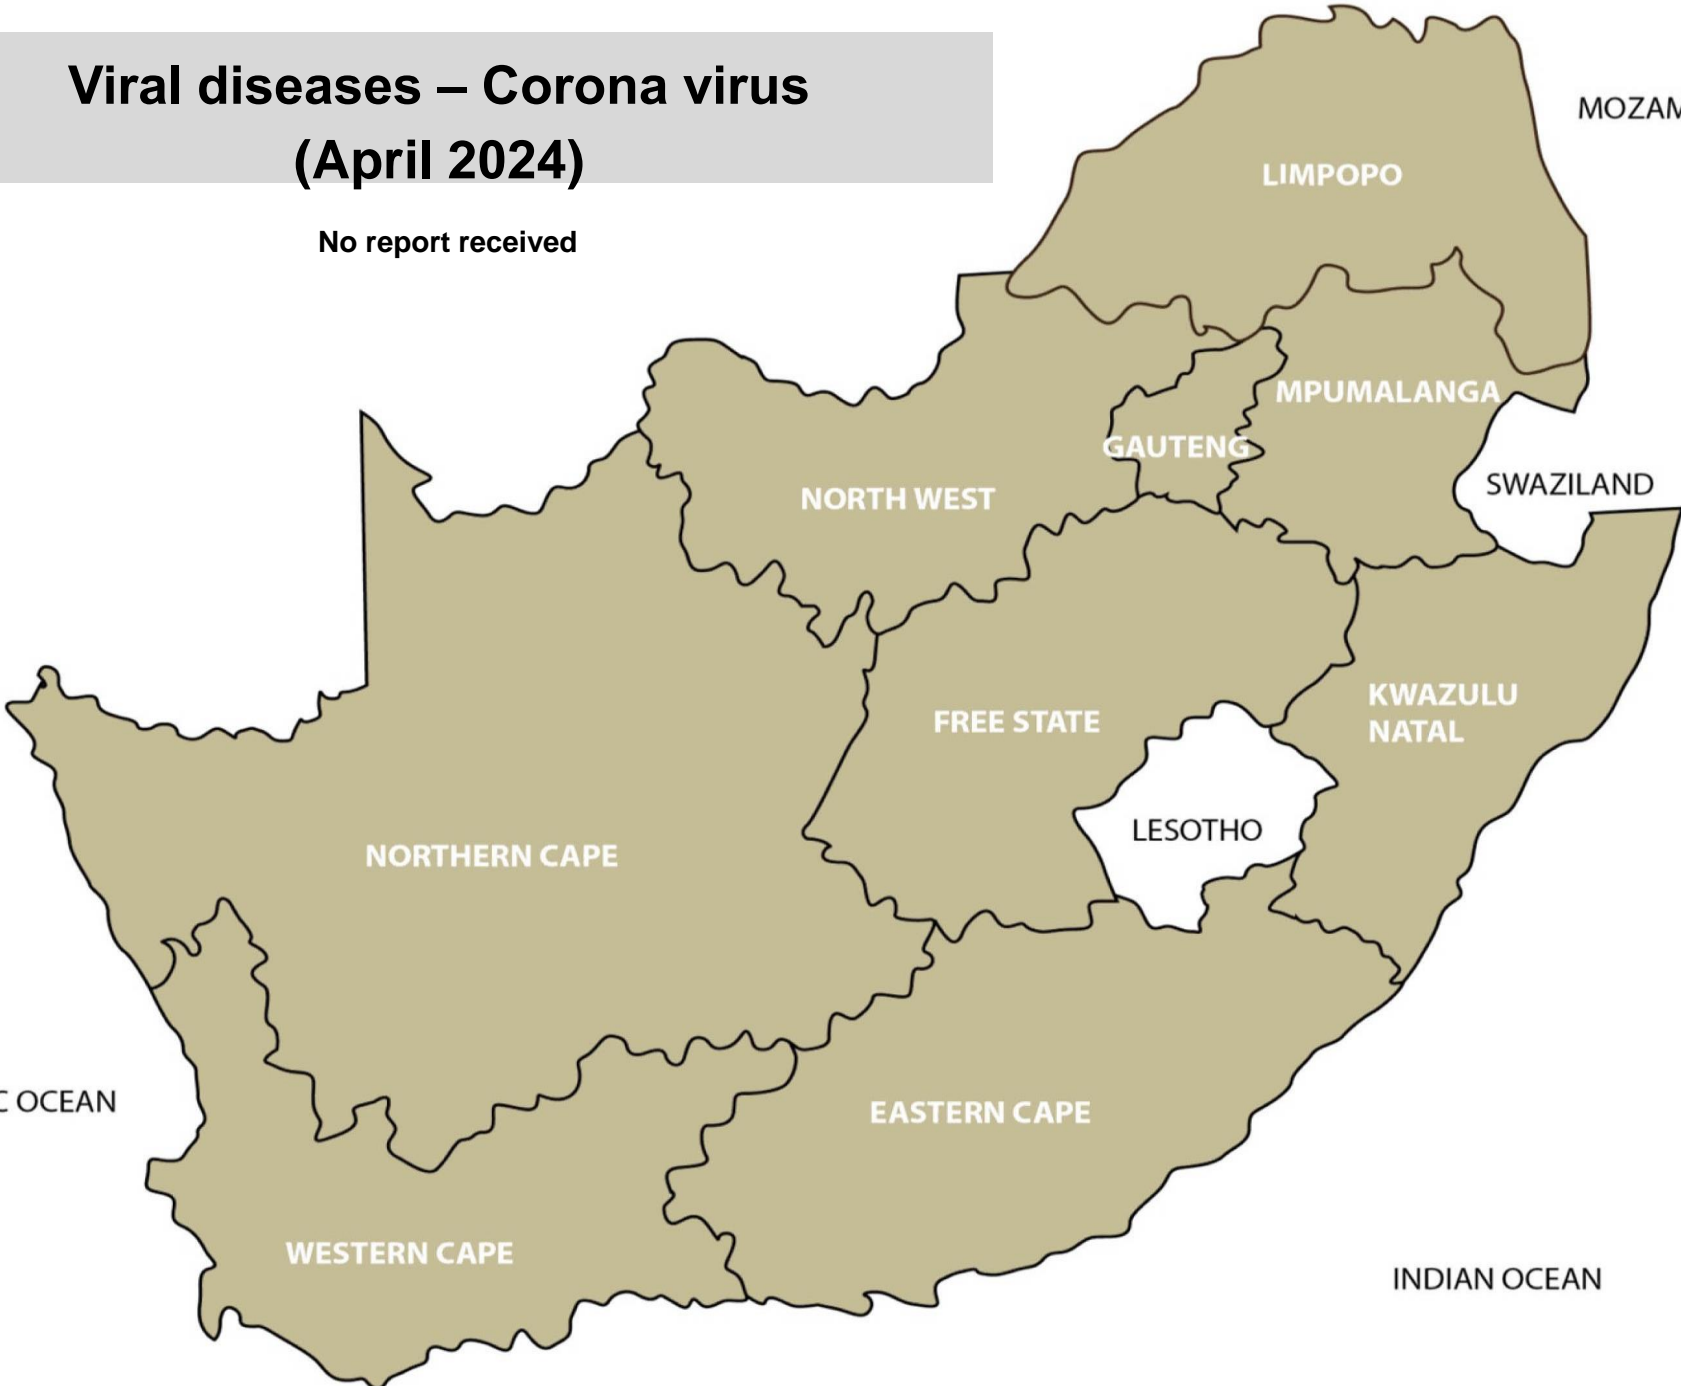 Viral diseases – Corona virus
(April 2024)
No report received
MOZAM
LIMPOPO
MPUMALANGA
GAUTENG
SWAZILAND
NORTH WEST
KWAZULU
NATAL
FREE STATE
LESOTHO
NORTHERN CAPE
C OCEAN
EASTERN CAPE
WESTERN CAPE
INDIAN OCEAN